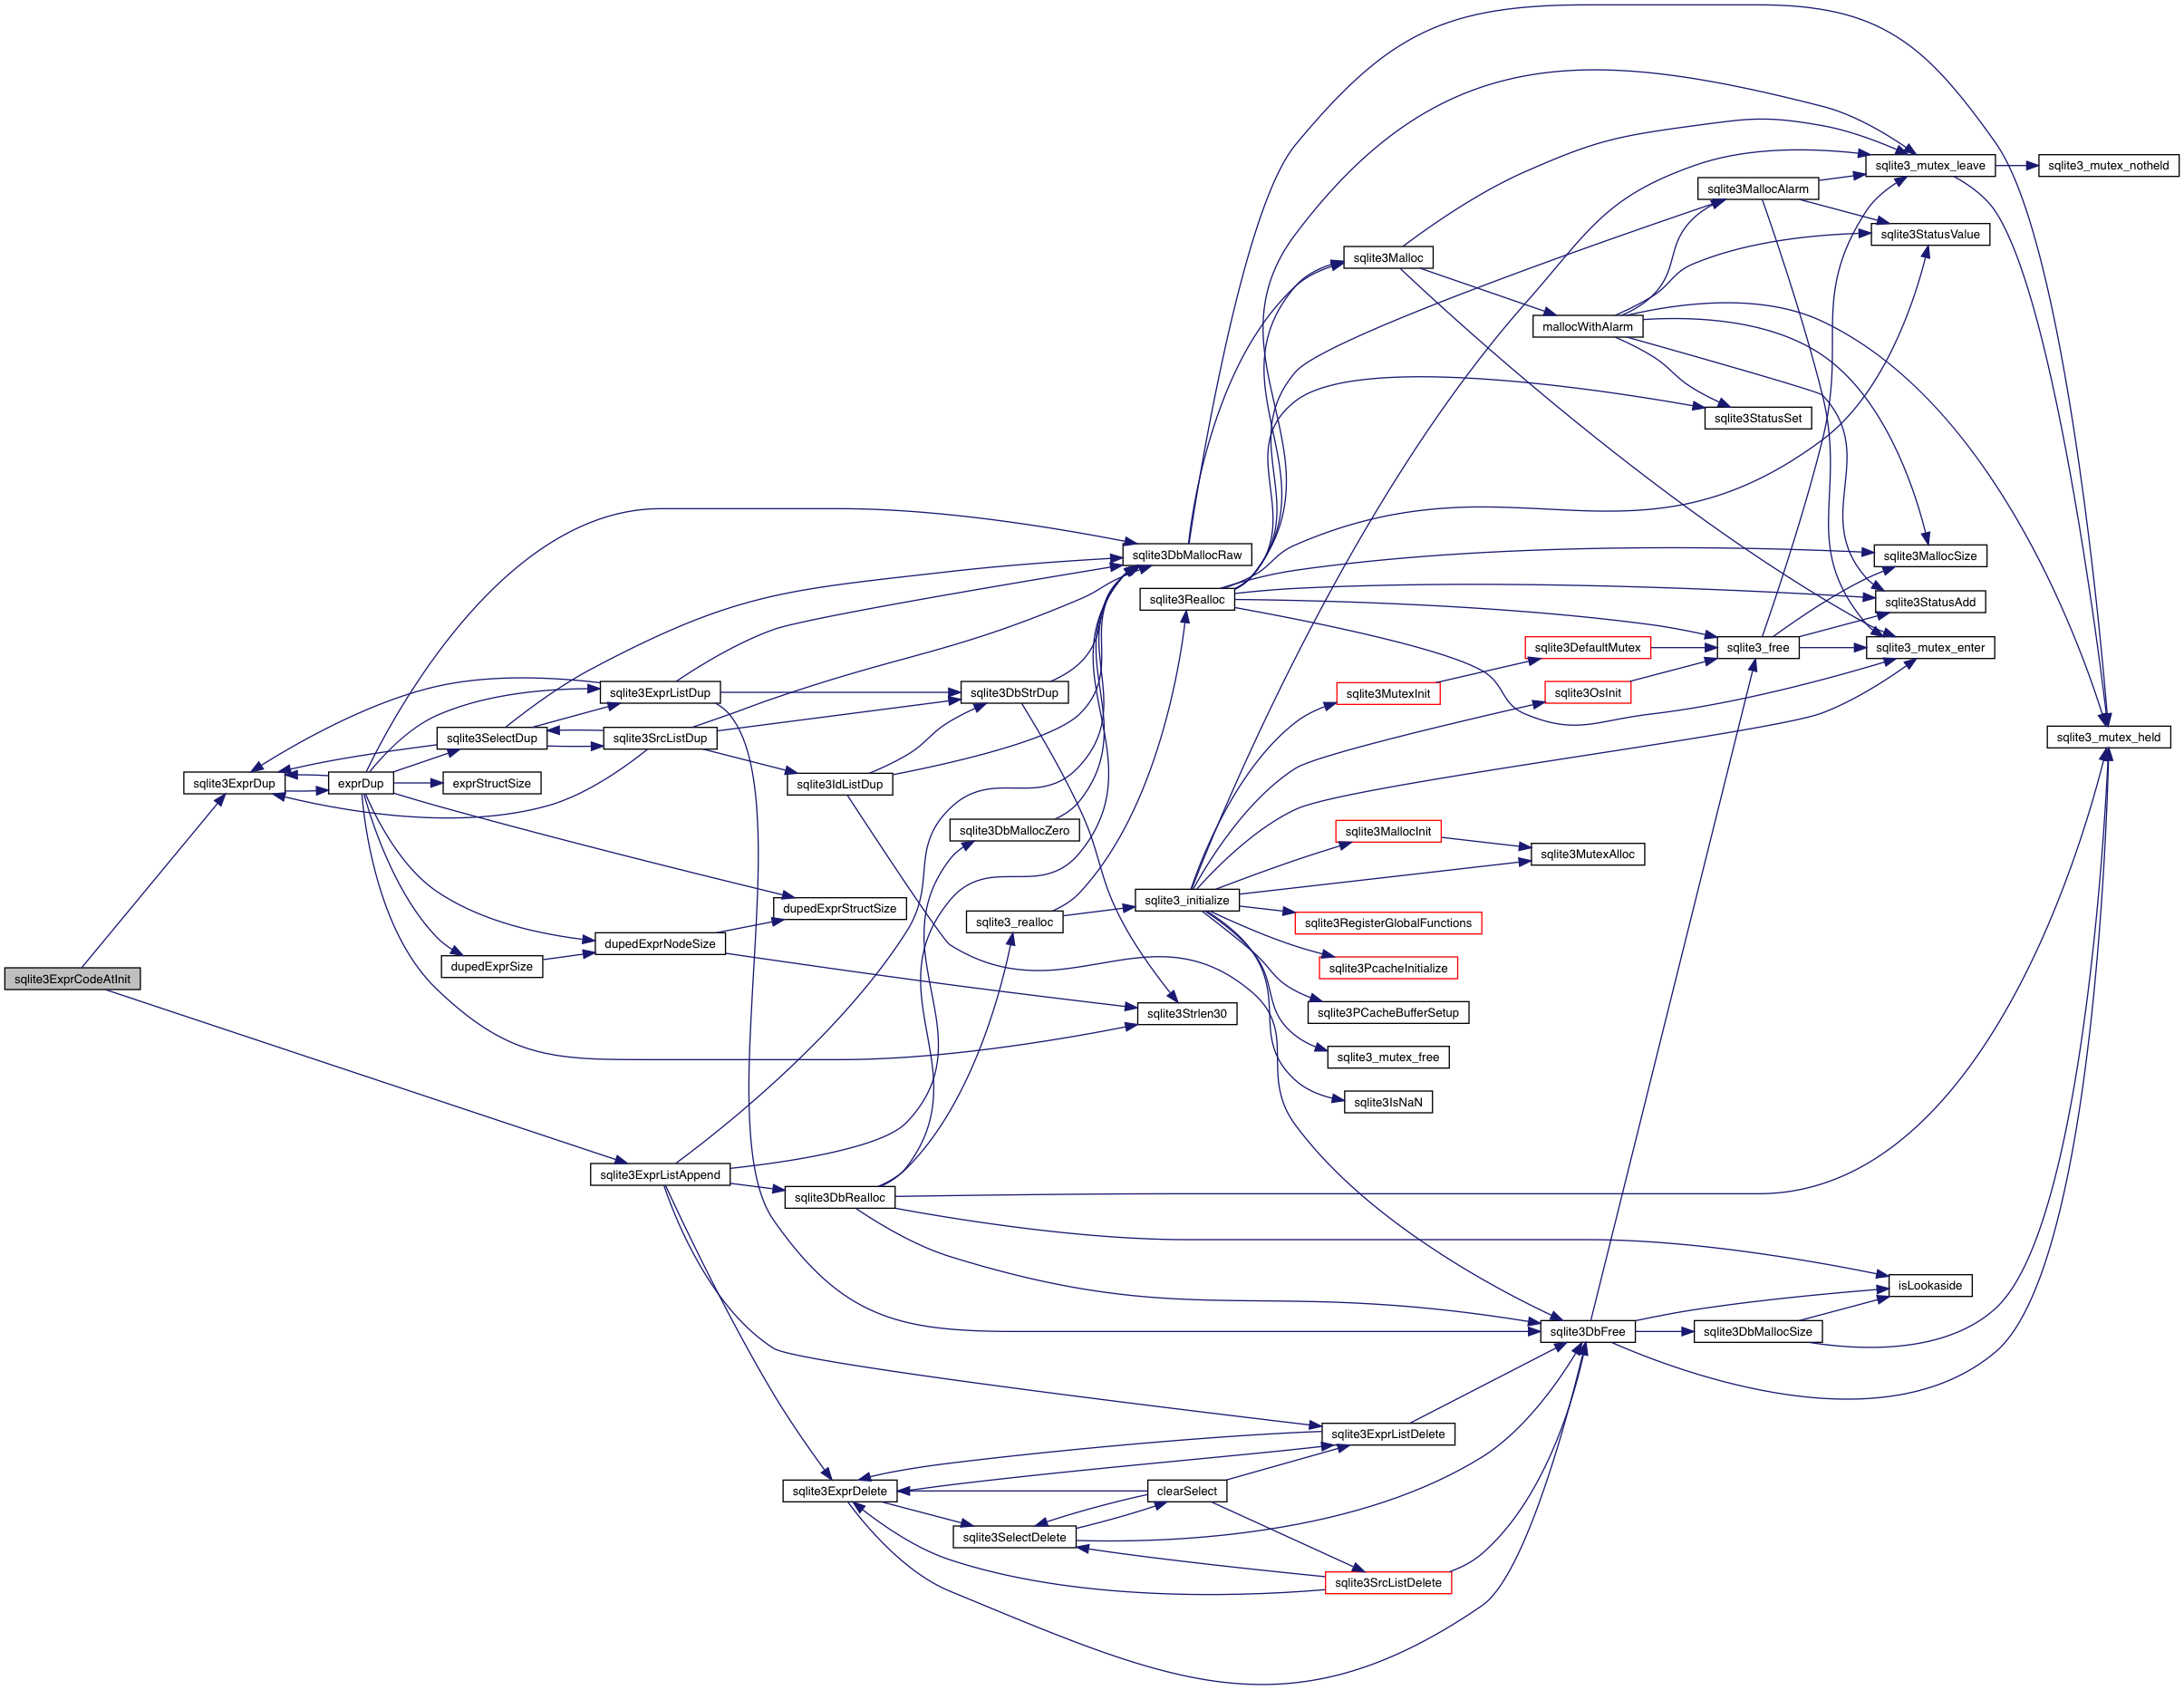 sqlite3_mutex_leave
sqlite3_mutex_notheld
sqlite3MallocAlarm
sqlite3StatusValue
sqlite3Malloc
mallocWithAlarm
sqlite3StatusSet
sqlite3DbMallocRaw
sqlite3MallocSize
sqlite3Realloc
sqlite3StatusAdd
sqlite3DefaultMutex
sqlite3_free
sqlite3_mutex_enter
sqlite3ExprListDup
sqlite3DbStrDup
sqlite3MutexInit
sqlite3OsInit
sqlite3SelectDup
sqlite3SrcListDup
sqlite3_mutex_held
sqlite3ExprDup
exprDup
exprStructSize
sqlite3IdListDup
sqlite3DbMallocZero
sqlite3MallocInit
sqlite3MutexAlloc
sqlite3_initialize
dupedExprStructSize
sqlite3_realloc
sqlite3RegisterGlobalFunctions
dupedExprNodeSize
dupedExprSize
sqlite3PcacheInitialize
sqlite3ExprCodeAtInit
sqlite3Strlen30
sqlite3PCacheBufferSetup
sqlite3_mutex_free
sqlite3IsNaN
sqlite3ExprListAppend
sqlite3DbRealloc
isLookaside
sqlite3DbFree
sqlite3DbMallocSize
sqlite3ExprListDelete
sqlite3ExprDelete
clearSelect
sqlite3SelectDelete
sqlite3SrcListDelete